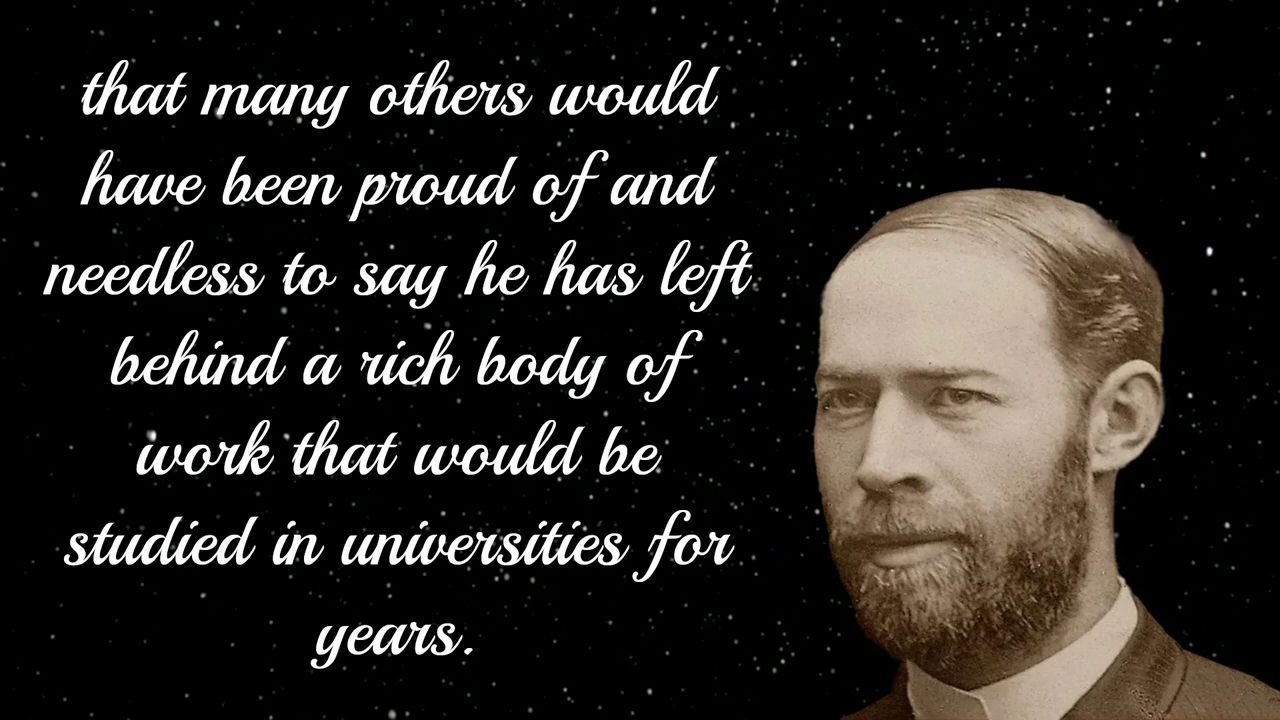 that many others would
have been proud of and
needless to say he has left
behind a rich body of
work that would be
studied in universities for
years.